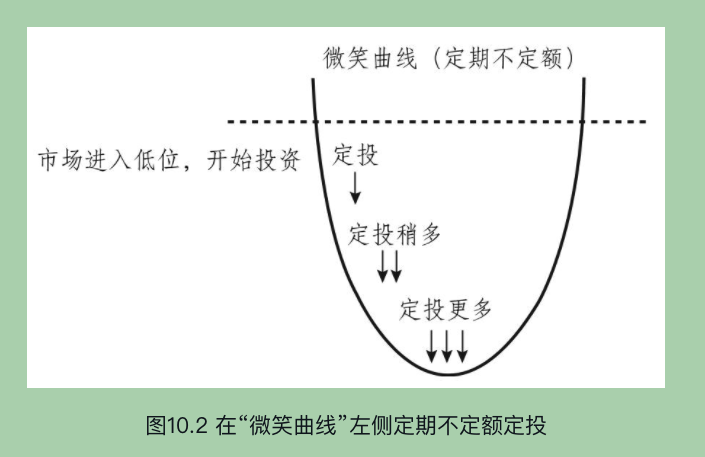 微笑曲线（定期不定额）
市场进入低位，开始投资
定投
定投稍多
定投更多
图10.2 在“微笑曲线”左侧定期不定额定投